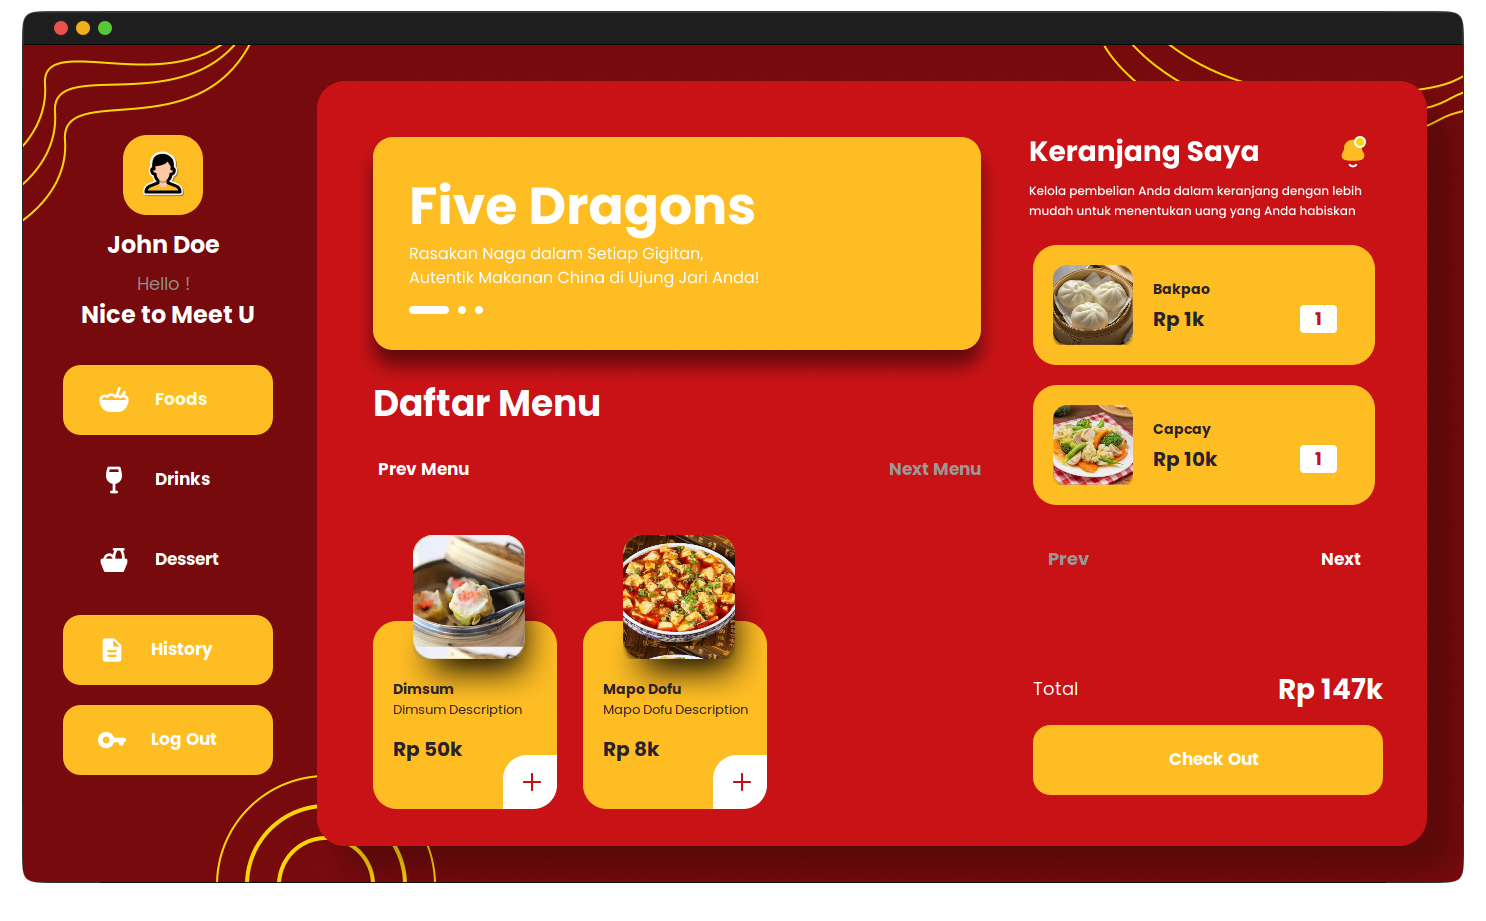 John Doe
Hello !
Nice to Meet U
Foods
Drinks
Dessert
History
Log Out
Five Dragons
Rasakan Naga dalam Setiap Gigitan,
Autentik Makanan China di Ujung Jari Anda!
Daftar Menu
Prev Menu
Next Menu
Dimsum
Dimsum Description
Rp 50k
Mapo Dofu
Mapo Dofu Description
Rp 8k
Keranjang Saya
Kelola pembelian Anda dalam keranjang dengan lebih
mudah untuk menentukan uang yang Anda habiskan
Bakpao
Rp 1k
1
Capcay
Rp 10k
1
Prev
Next
Total
Rp 147k
Check Out